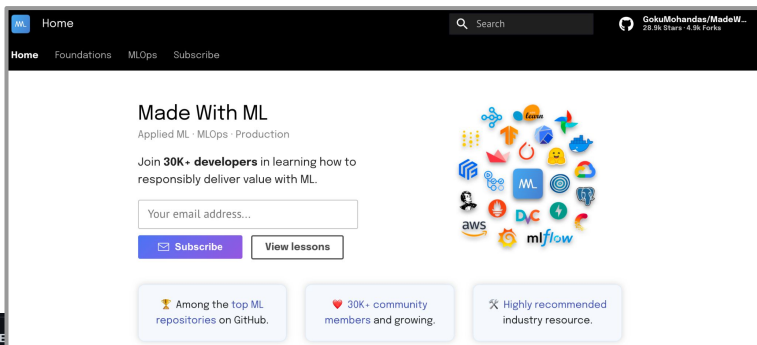 ML
Home
Search
GokuMohandas/MadeW...
28.9k Stars · 4.9k Forks
Home
Foundations
MLOps
Subscribe
Made With ML
Applied ML · MLOps · Production
Join 30K+ developers in learning how to
responsibly deliver value with ML.
Your email address...
Subscribe
View lessons
learn
ML
DVC
aws
mlflow
🏆 Among the top ML
repositories on GitHub.
❤️ 30K+ community
members and growing.
🛠 Highly recommended
industry resource.
E